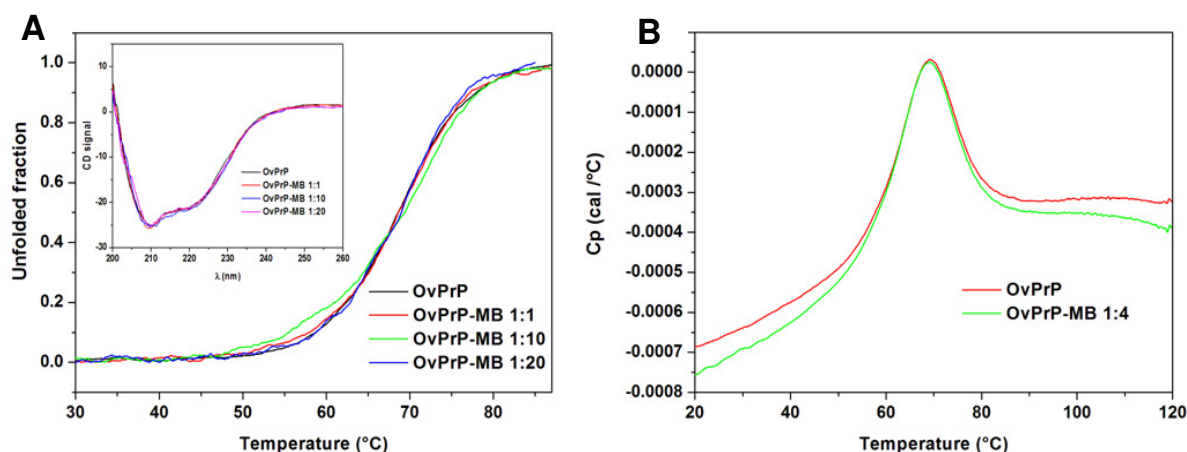 A
Unfolded fraction
1.0
0.8
0.6
0.4
0.2
0.0
30 40 50 60 70 80
Temperature (°C)
OvPrP
OvPrP-MB 1:1
OvPrP-MB 1:10
OvPrP-MB 1:20
CD signal
10
0
-10
-20
-30
200 210 220 230 240 250 260
λ (nm)
OvPrP
OvPrP-MB 1:1
OvPrP-MB 1:10
OvPrP-MB 1:20
B
Cp (cal /°C)
0.0000
-0.0001
-0.0002
-0.0003
-0.0004
-0.0005
-0.0006
-0.0007
-0.0008
20 40 60 80 100 120
Temperature (°C)
OvPrP
OvPrP-MB 1:4